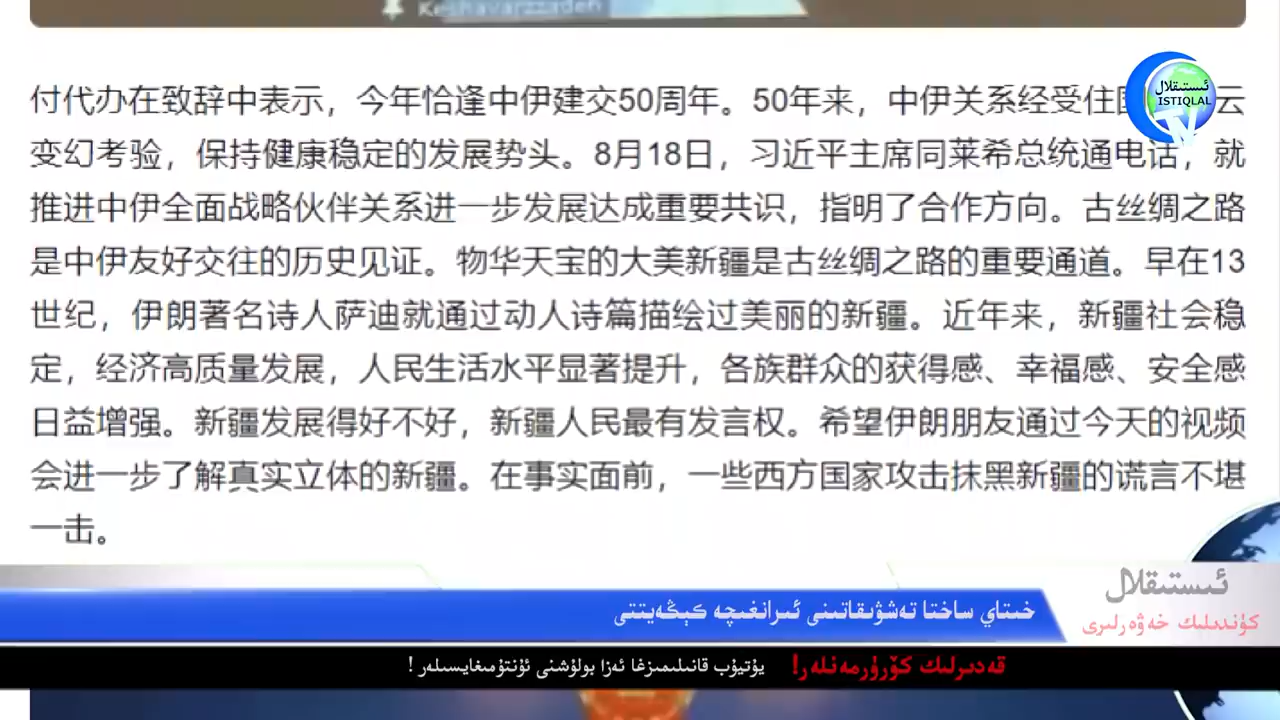 Keshavarzzadeh
付代办在致辞中表示，今年恰逢中伊建交50周年。50年来，中伊关系经受住国 云
变幻考验，保持健康稳定的发展势头。8月18日，习近平主席同莱希总统通电话，就
推进中伊全面战略伙伴关系进一步发展达成重要共识，指明了合作方向。古丝绸之路
是中伊友好交往的历史见证。物华天宝的大美新疆是古丝绸之路的重要通道。早在13
世纪，伊朗著名诗人萨迪就通过动人诗篇描绘过美丽的新疆。近年来，新疆社会稳
定，经济高质量发展，人民生活水平显著提升，各族群众的获得感、幸福感、安全感
日益增强。新疆发展得好不好，新疆人民最有发言权。希望伊朗朋友通过今天的视频
会进一步了解真实立体的新疆。在事实面前，一些西方国家攻击抹黑新疆的谎言不堪
一击。
ئىستىقلال
ISTIQLAL
TV
ئىستىقلال
كۈندىلىك خەۋەرلىرى
خىتاي ساختا تەشۋىقاتىنى ئىرانغىچە كېڭەيتتى
قەدىرلىك كۆرۈرمەنلەر! يۇتيۇب قانىلىمىزغا ئەزا بولۇشنى ئۇنتۇمىغايسىلەر !